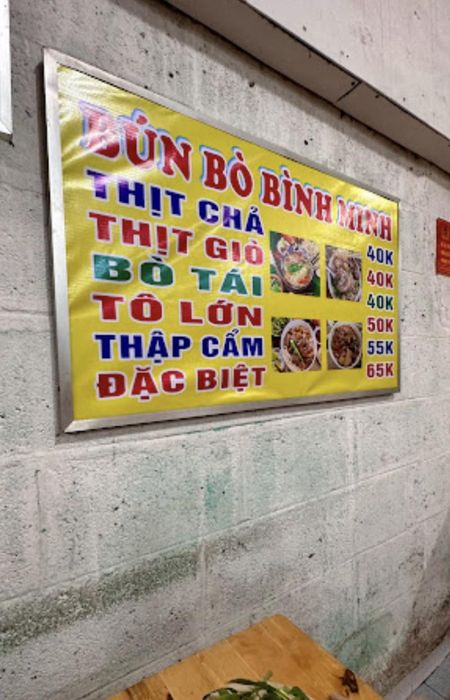 BÚN BÒ BÌNH MINH
THỊT CHẢ 40K
THỊT GIÒ 40K
BÒ TÁI 40K
TÔ LỚN 50K
THẬP CẨM 55K
ĐẶC BIỆT 65K